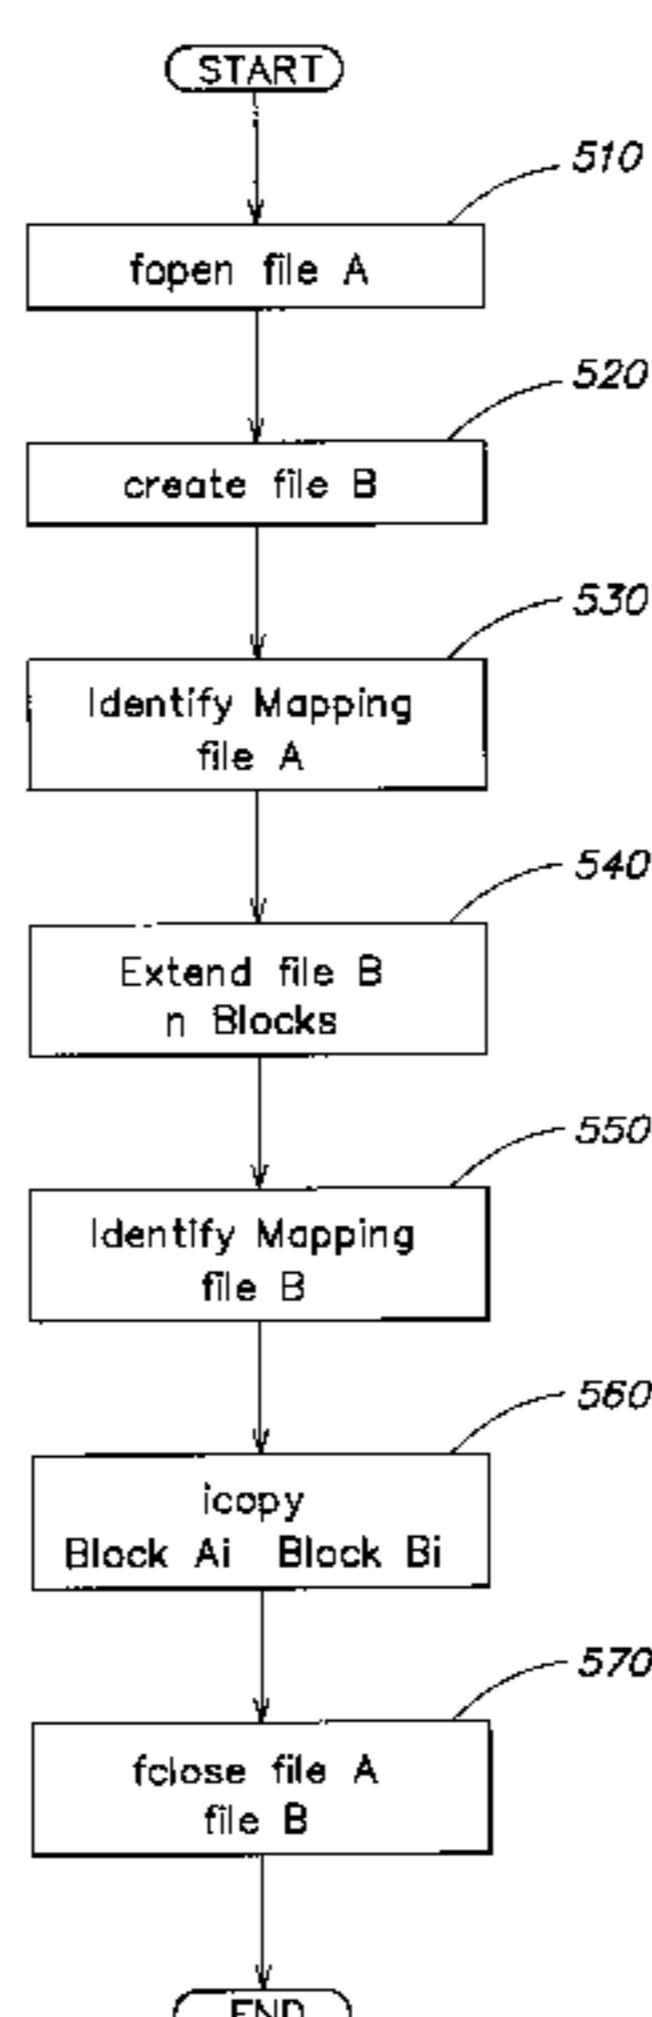 START
510
fopen file A
520
create file B
530
Identify Mapping
file A
540
Extend file B
n Blocks
550
Identify Mapping
file B
560
icopy
Block Ai Block Bi
570
fclose file A
file B
END